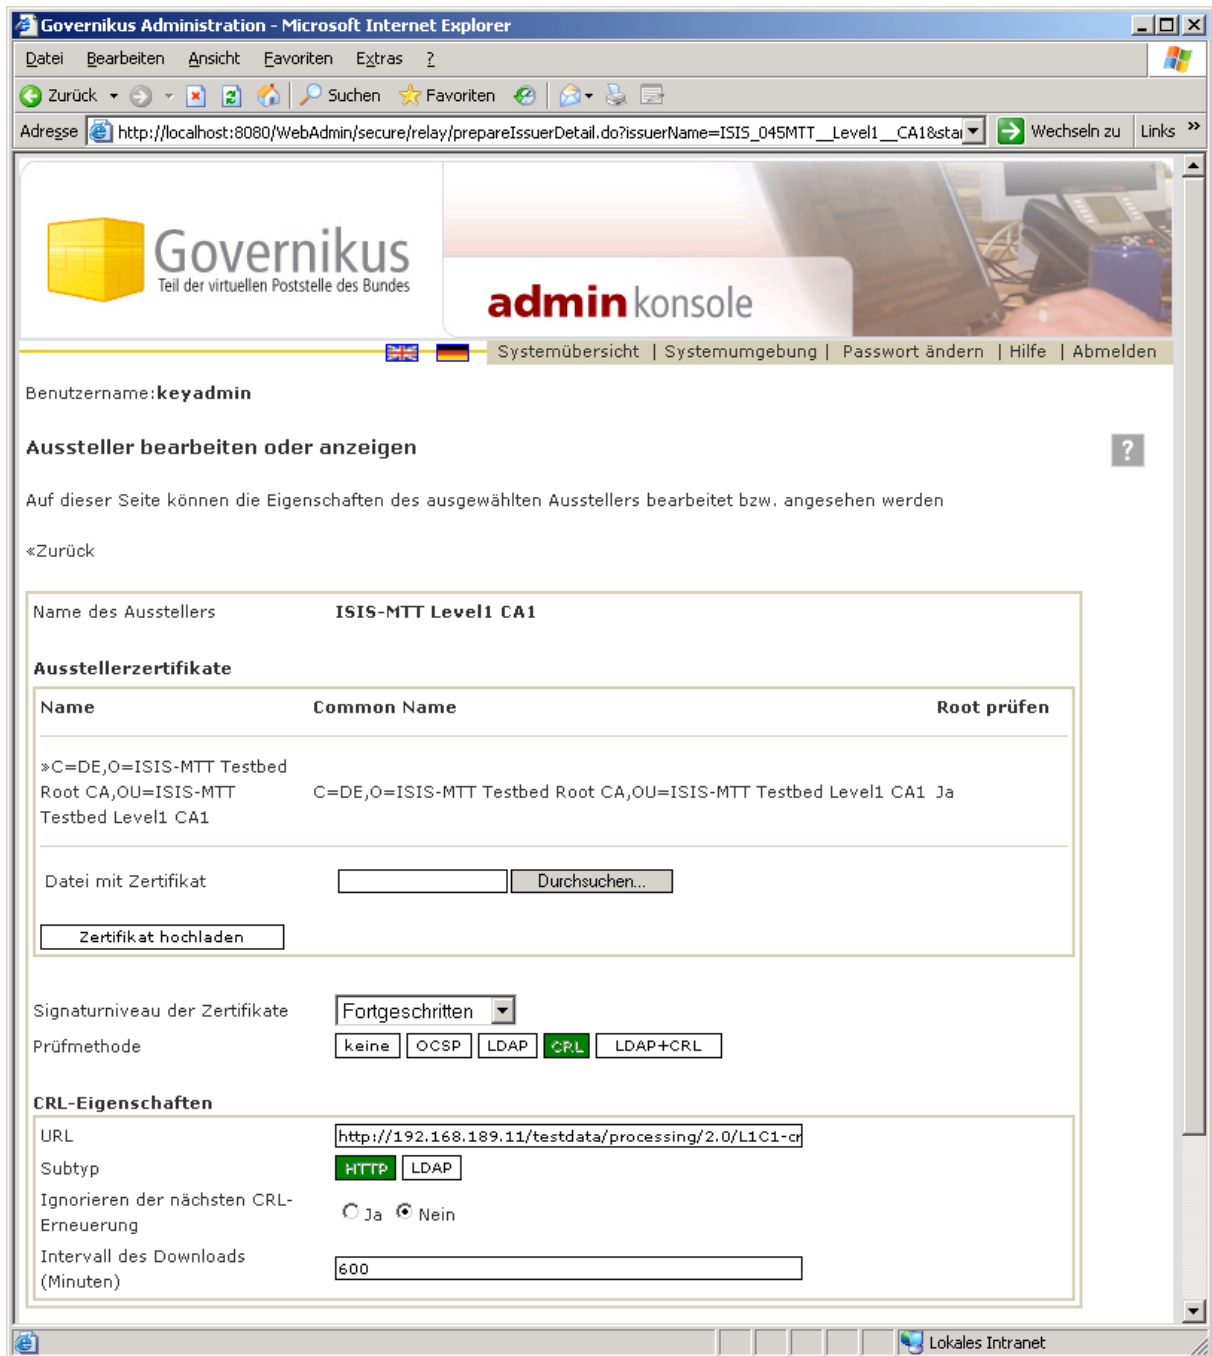 Governikus Administration - Microsoft Internet Explorer
Datei Bearbeiten Ansicht Favoriten Extras ?
Zurück Suchen Favoriten
Adresse http://localhost:8080/WebAdmin/secure/relay/prepareIssuerDetail.do?issuerName=ISIS_045MTT__Level1__CA1&sta Wechseln zu Links »
Governikus
Teil der virtuellen Poststelle des Bundes
admin konsole
Systemübersicht | Systemumgebung | Passwort ändern | Hilfe | Abmelden
Benutzername:keyadmin
Aussteller bearbeiten oder anzeigen
?
Auf dieser Seite können die Eigenschaften des ausgewählten Ausstellers bearbeitet bzw. angesehen werden
«Zurück
Name des Ausstellers ISIS-MTT Level1 CA1
Ausstellerzertifikate
Name Common Name Root prüfen
»C=DE,O=ISIS-MTT Testbed
Root CA,OU=ISIS-MTT C=DE,O=ISIS-MTT Testbed Root CA,OU=ISIS-MTT Testbed Level1 CA1 Ja
Testbed Level1 CA1
Datei mit Zertifikat Durchsuchen...
Zertifikat hochladen
Signaturniveau der Zertifikate Fortgeschritten
Prüfmethode keine OCSP LDAP CRL LDAP+CRL
CRL-Eigenschaften
URL http://192.168.189.11/testdata/processing/2.0/L1C1-cr
Subtyp HTTP LDAP
Ignorieren der nächsten CRL-
Erneuerung Ja Nein
Intervall des Downloads
(Minuten) 600
Lokales Intranet